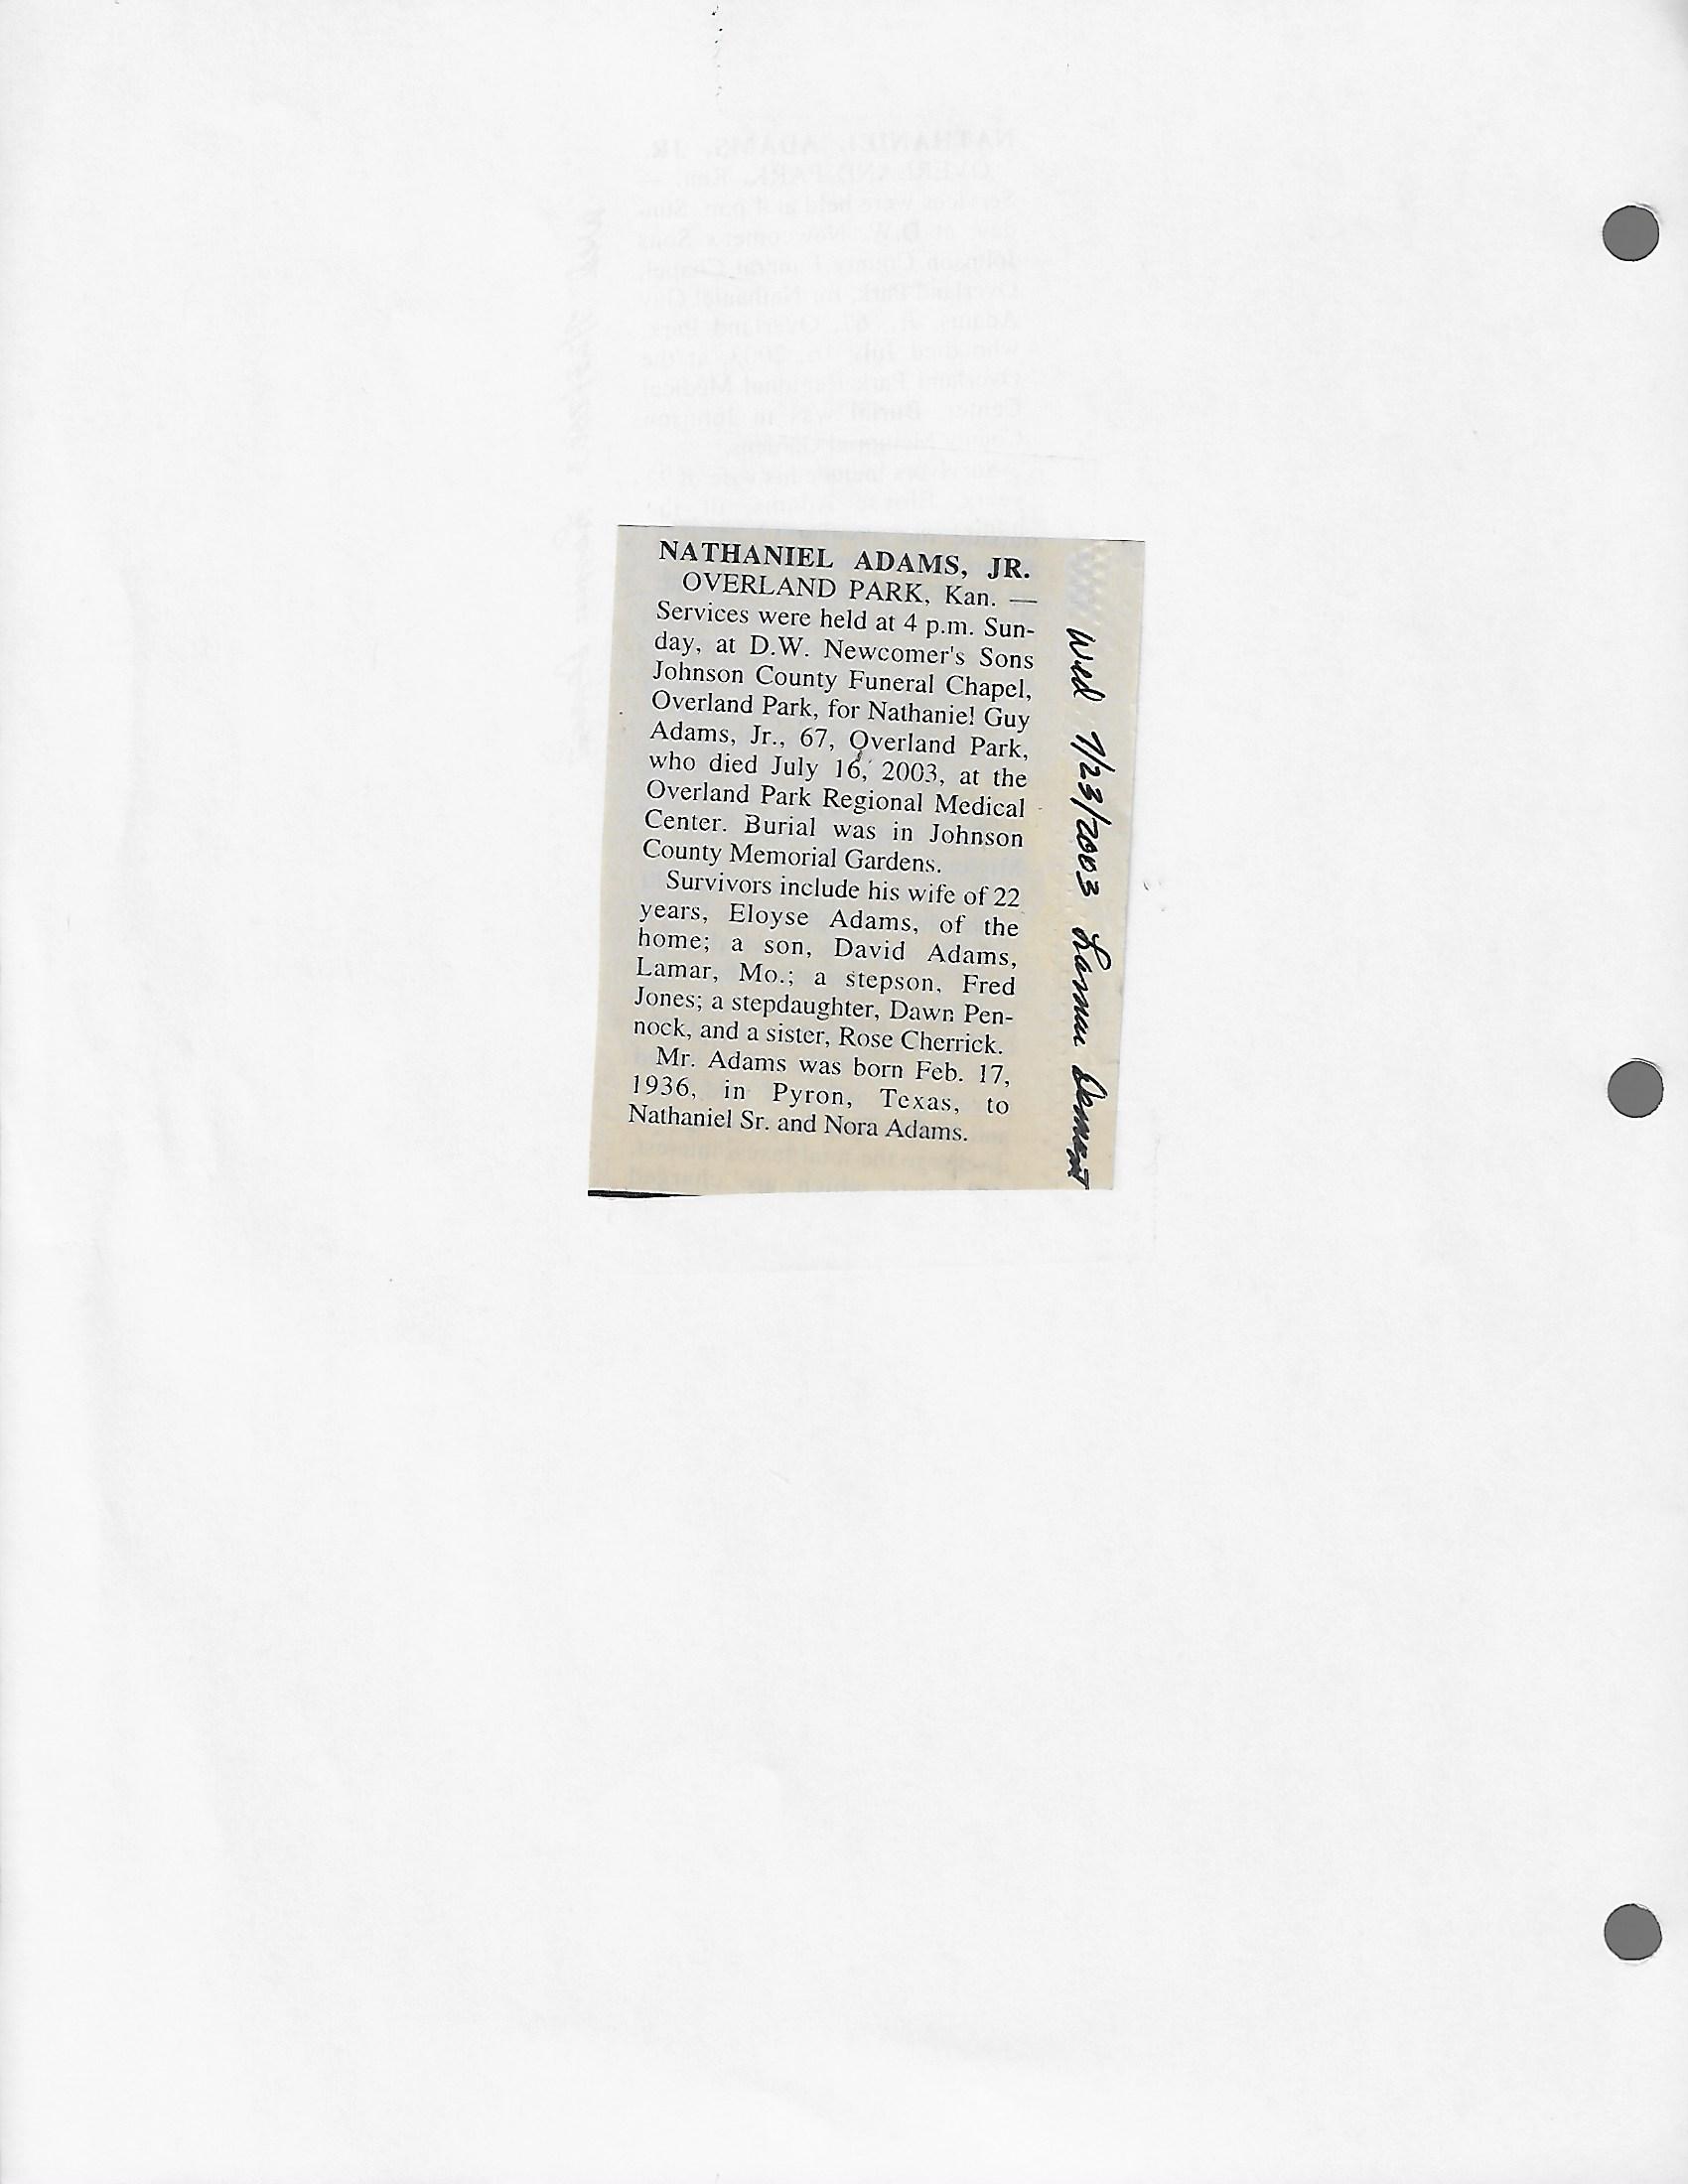 NATHANIEL ADAMS, JR.
OVERLAND PARK, Kan. —
Services were held at 4 p.m. Sun-
day, at D.W. Newcomer's Sons
Johnson County Funeral Chapel,
Overland Park, for Nathaniel Guy
Adams, Jr., 67, Overland Park,
who died July 16, 2003, at the
Overland Park Regional Medical
Center. Burial was in Johnson
County Memorial Gardens.
Survivors include his wife of 22
years, Eloyse Adams, of the
home; a son, David Adams,
Lamar, Mo.; a stepson, Fred
Jones; a stepdaughter, Dawn Pen-
nock, and a sister, Rose Cherrick.
Mr. Adams was born Feb. 17,
1936, in Pyron, Texas, to
Nathaniel Sr. and Nora Adams.
Wed 7/23/2003 Lamar Democrat